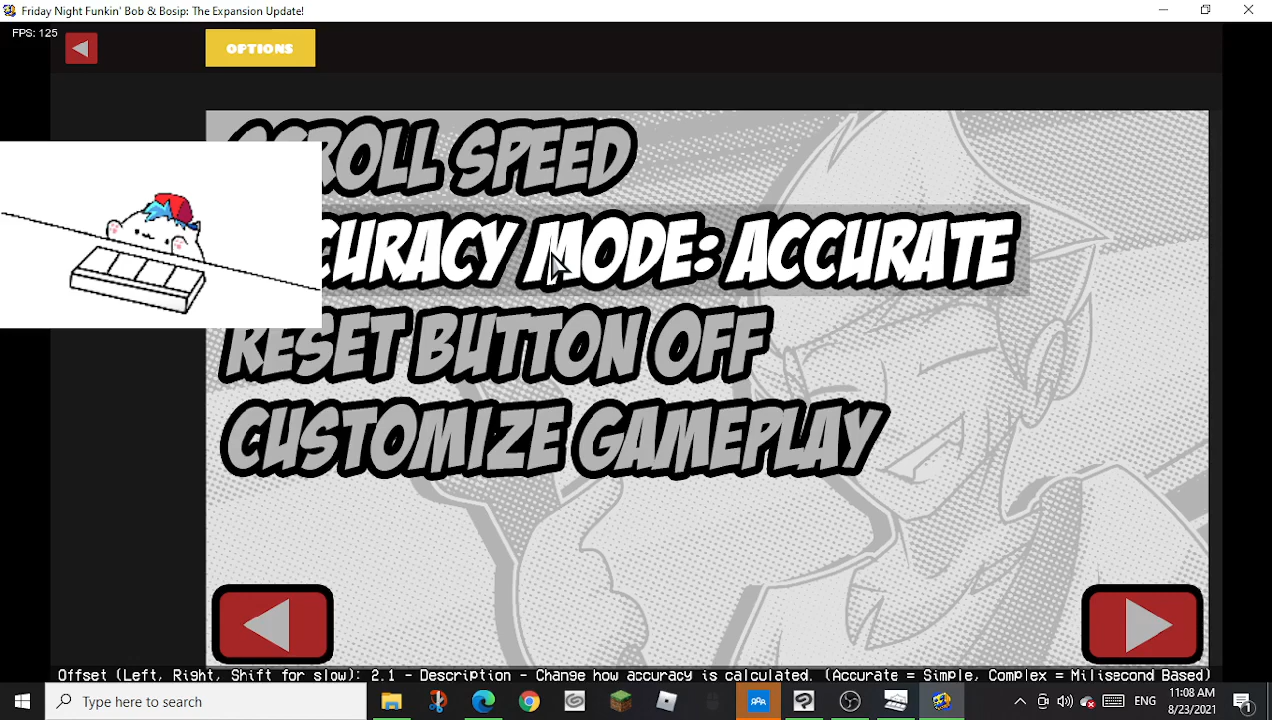 Friday Night Funkin' Bob & Bosip: The Expansion Update!
FPS: 125
OPTIONS
SPEED
MODE: ACCURATE
RESET BUTTON OFF
CUSTOMIZE GAMEPLAY
Offset (Left, Right, Shift for slow): 2.1 - Description - Change how accuracy is calculated. (Accurate = Simple, Complex = Milisecond Based)
Type here to search
ENG
11:08 AM
8/23/2021
1